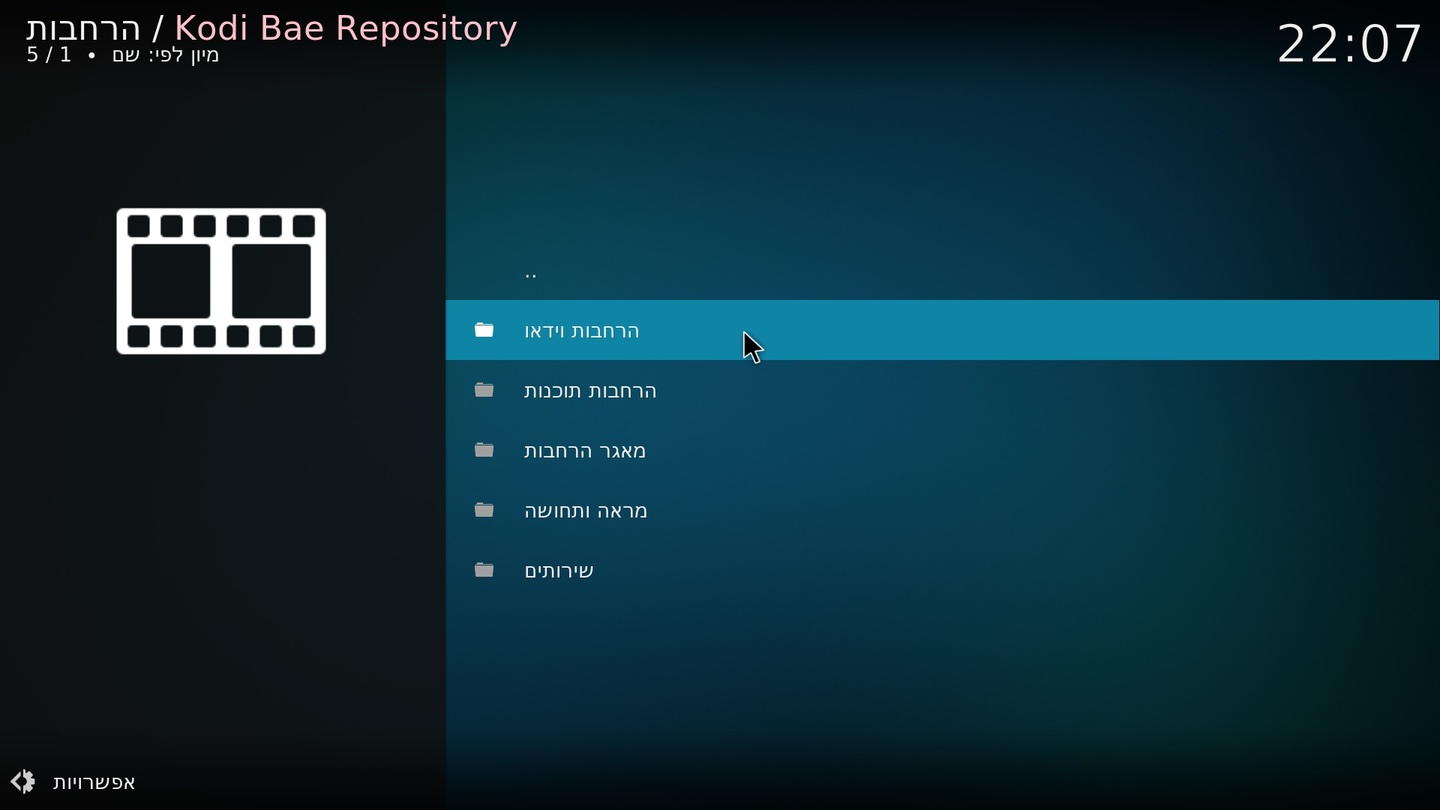 הרחבות / Kodi Bae Repository
מיון לפי: שם • 1 / 5
22:07
..
הרחבות וידאו
הרחבות תוכנות
מאגר הרחבות
מראה ותחושה
שירותים
אפשרויות